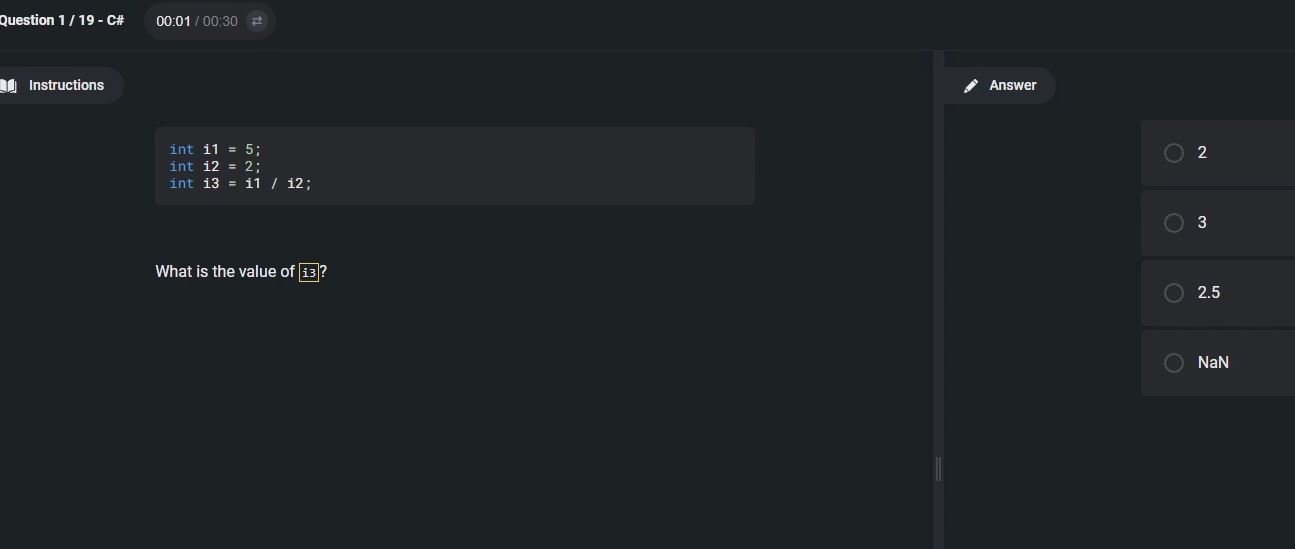 Question 1 / 19 - C#
00:01 / 00:30
Instructions
Answer
int i1 = 5;
int i2 = 2;
int i3 = i1 / i2;
What is the value of i3?
2
3
2.5
NaN